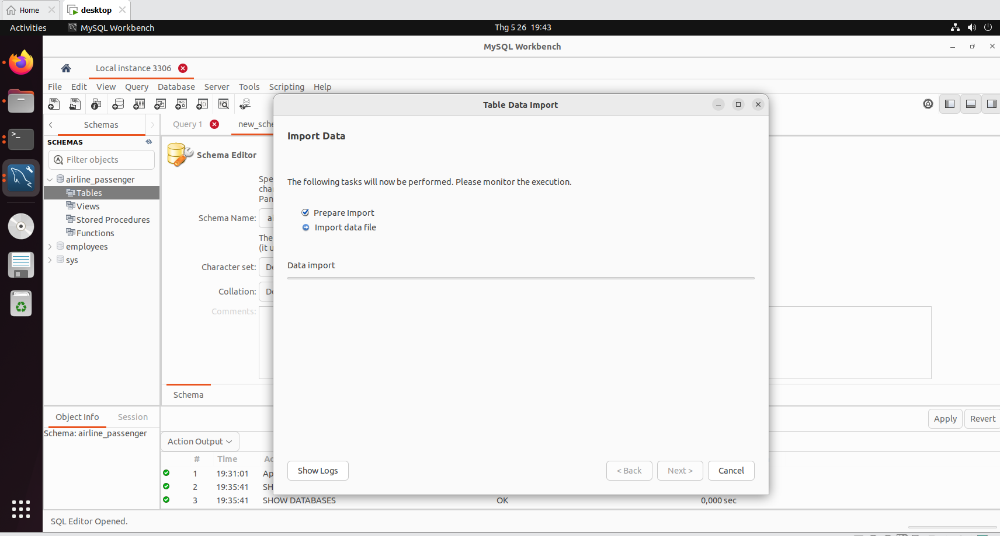 Home
desktop
Activities
MySQL Workbench
Thg 5 26 19:43
MySQL Workbench
Local instance 3306
File Edit View Query Database Server Tools Scripting Help
Schemas
Query 1
new_sche
SCHEMAS
Filter objects
airline_passenger
Tables
Views
Stored Procedures
Functions
employees
sys
Schema Editor
Spe
cha
Pan
Schema Name:
ai
The
(it u
Character set:
De
Collation:
De
Comments:
Schema
Table Data Import
Import Data
The following tasks will now be performed. Please monitor the execution.
Prepare Import
Import data file
Data import
Show Logs
< Back
Next >
Cancel
Object Info
Session
Schema: airline_passenger
Apply
Revert
Action Output
# Time Ac
1 19:31:01 Ap
2 19:35:41 SH
3 19:35:41 SHOW DATABASES OK 0,000 sec
SQL Editor Opened.